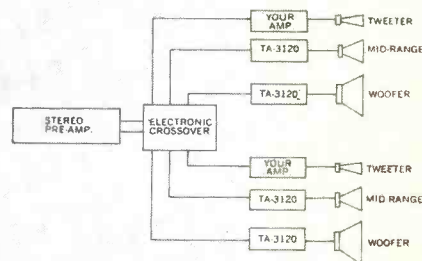 YOUR AMP
TWEETER
TA-3120
MID-RANGE
TA-3120
WOOFER
STEREO PRE-AMP.
ELECTRONIC CROSSOVER
YOUR AMP
TWEETER
TA-3120
MID RANGE
TA-3120
WOOFER